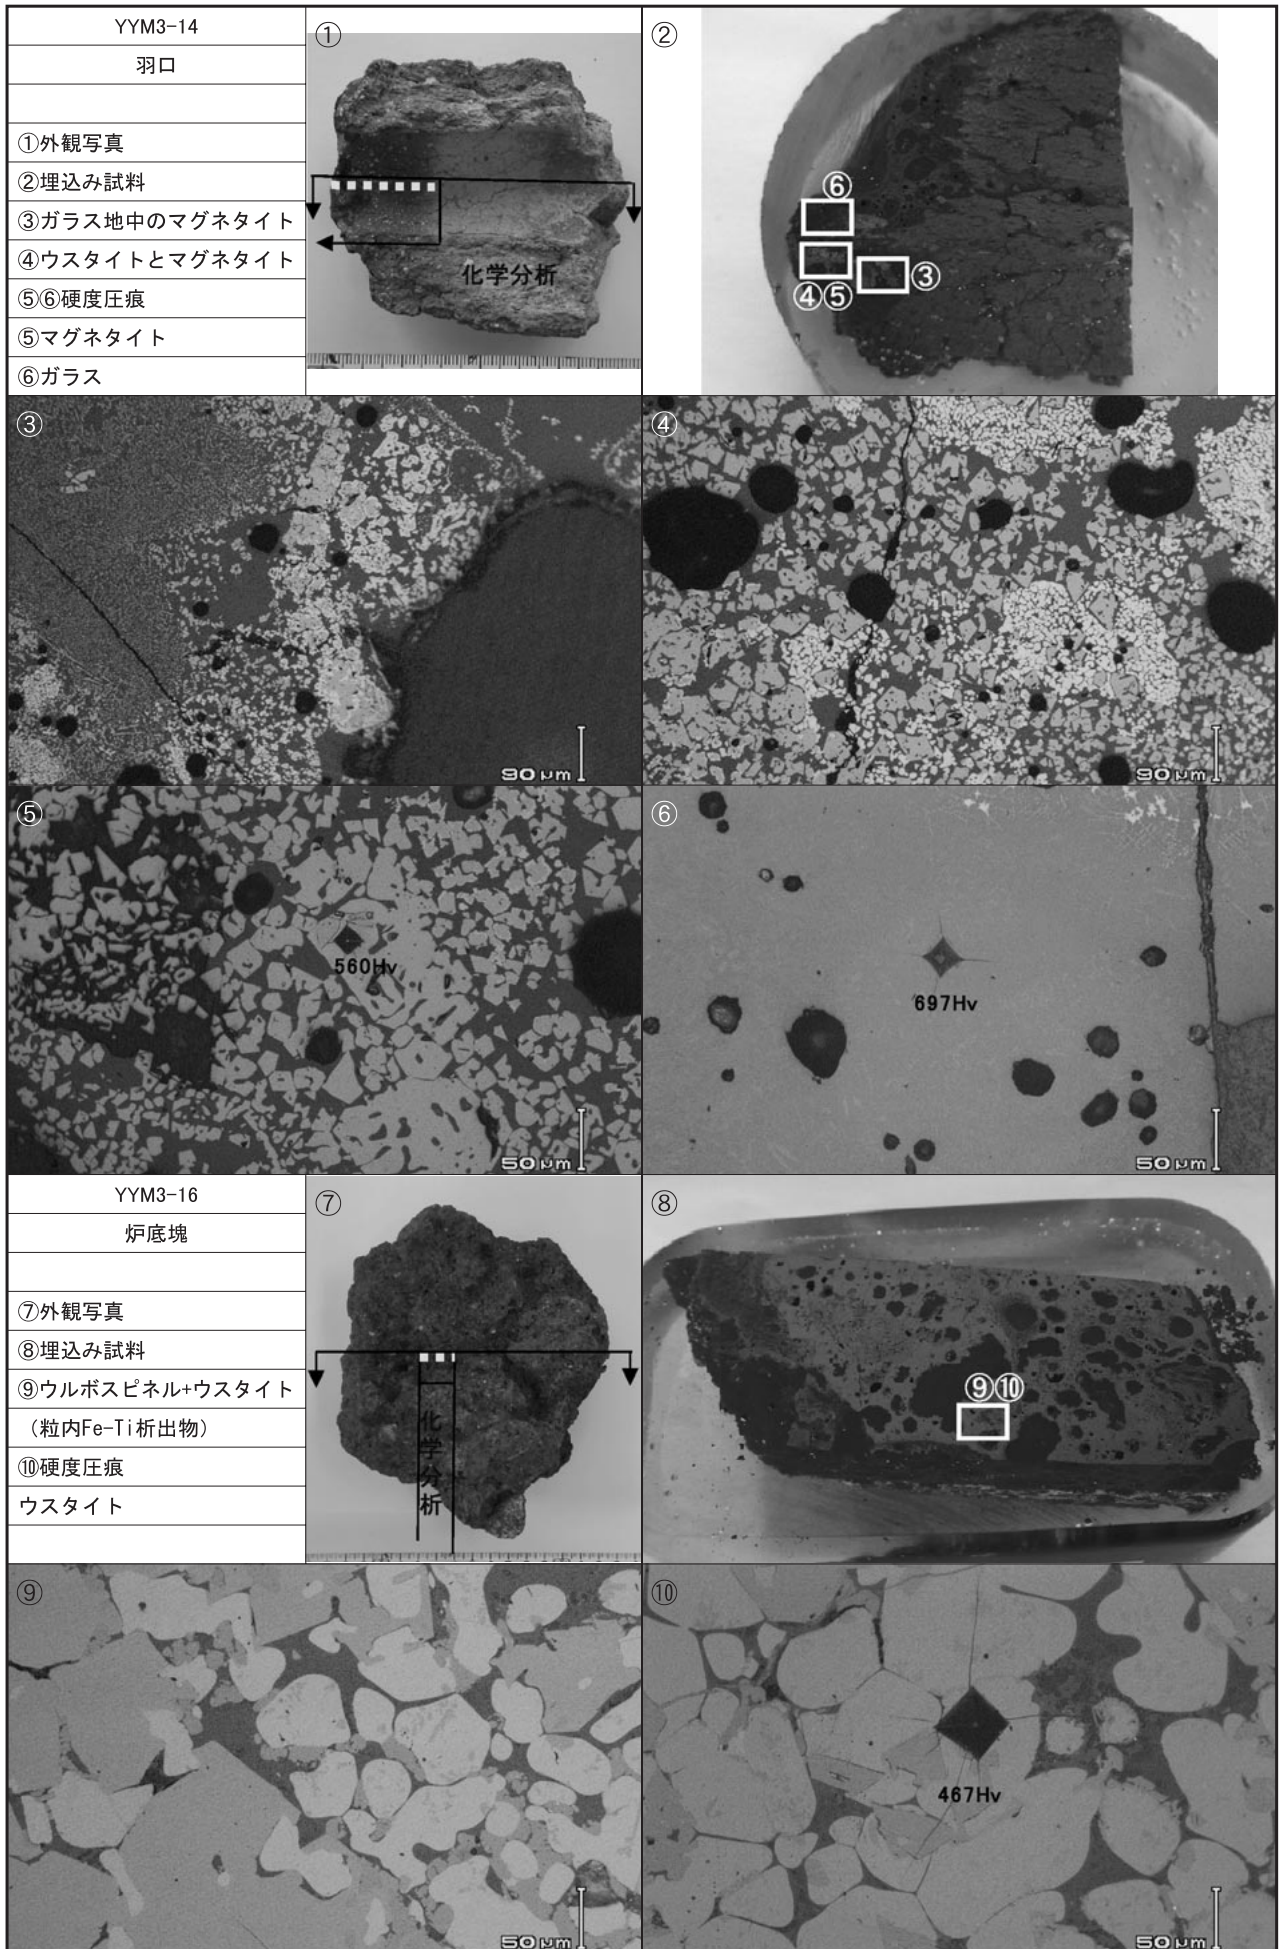 YYM3-14
羽口
①外観写真
②埋込み試料
③ガラス地中のマグネタイト
④ウスタイトとマグネタイト
⑤⑥硬度圧痕
⑤マグネタイト
⑥ガラス
①
化学分析
②
⑥
④⑤
③
③
90μm
④
90μm
⑤
560Hv
50μm
⑥
697Hv
50μm
YYM3-16
炉底塊
⑦外観写真
⑧埋込み試料
⑨ウルボスピネル+ウスタイト
（粒内Fe-Ti析出物）
⑩硬度圧痕
ウスタイト
⑦
化学分析
⑧
⑨⑩
⑨
50μm
⑩
467Hv
50μm